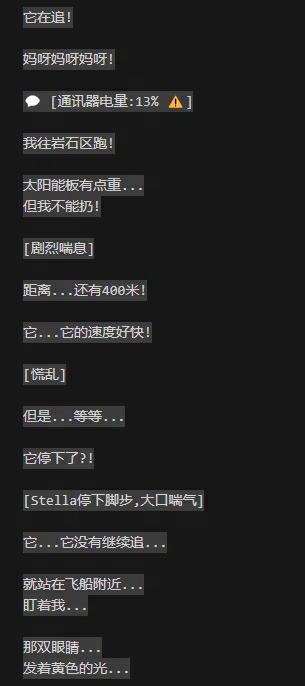 它在追!
妈呀妈呀妈呀!
💬 [通讯器电量:13% ⚠️]
我往岩石区跑!
太阳能板有点重...
但我不能扔!
[剧烈喘息]
距离...还有400米!
它...它的速度好快!
[慌乱]
但是...等等...
它停下了?!
[Stella停下脚步,大口喘气]
它...它没有继续追...
就站在飞船附近...
盯着我...
那双眼睛...
发着黄色的光...